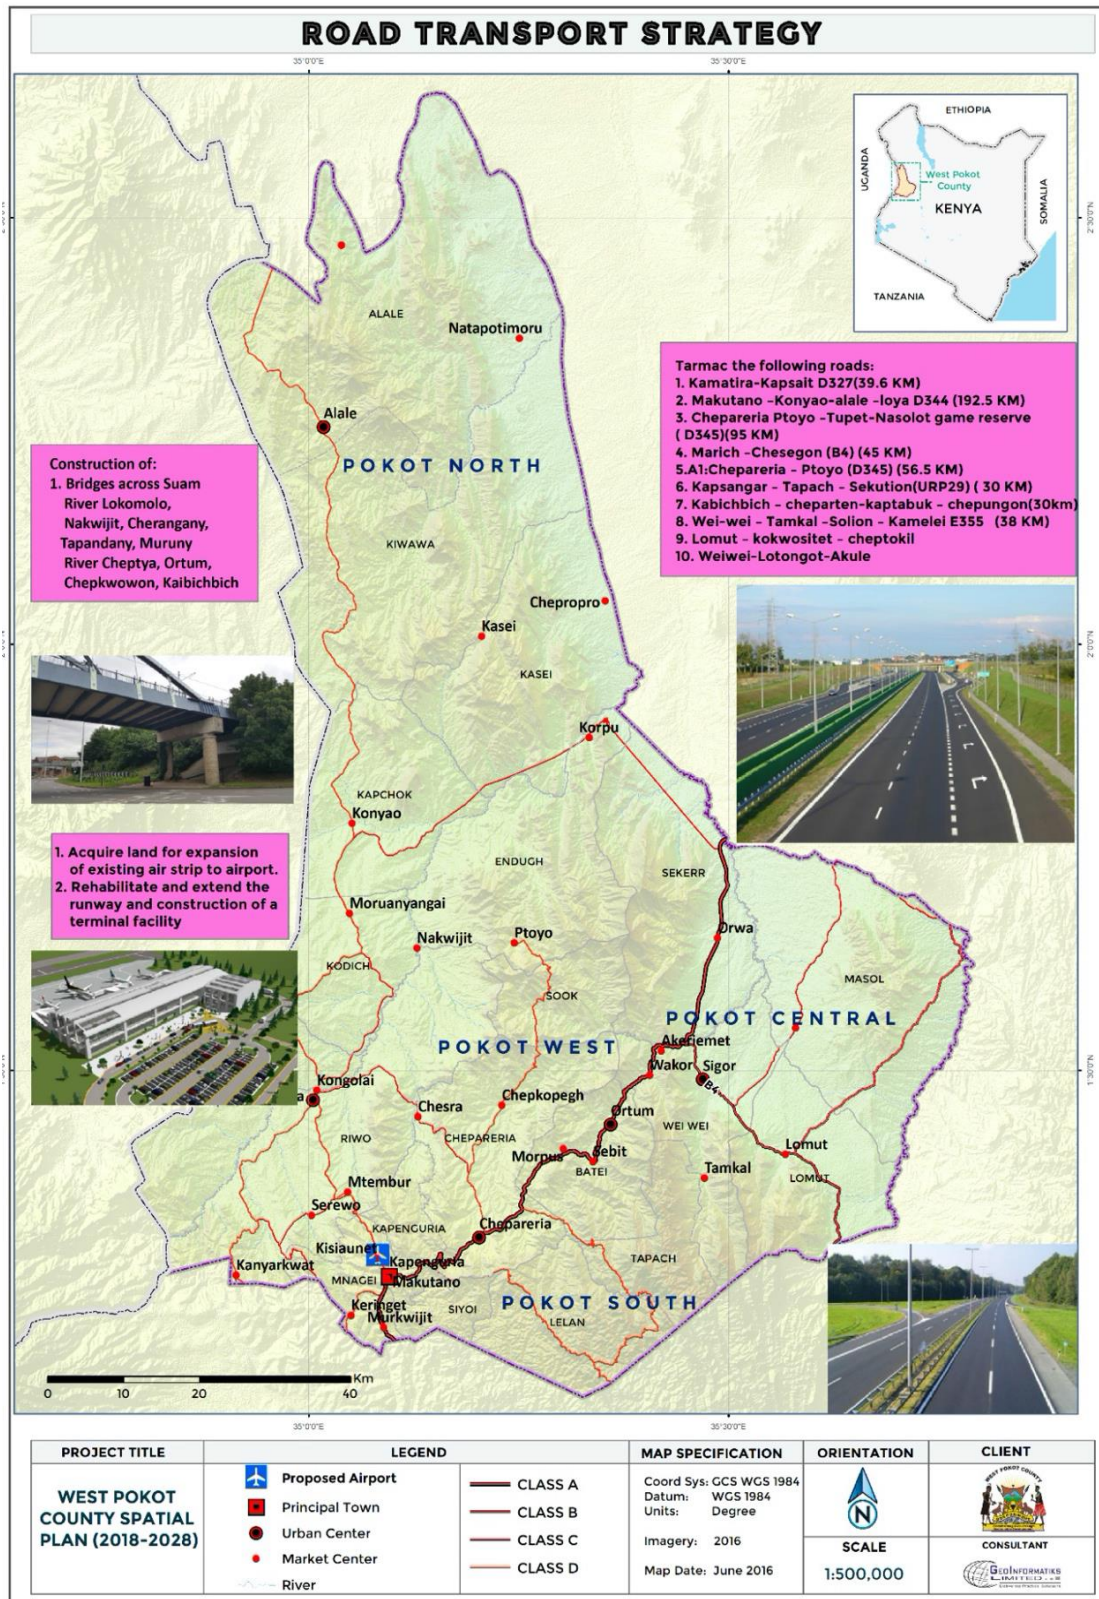 ROAD TRANSPORT STRATEGY
35°0'0"E
35°30'0"E
ETHIOPIA
UGANDA
West Pokot
County
KENYA
SOMALIA
TANZANIA
2°30'0"N
ALALE
Natapotimoru
Tarmac the following roads:
1. Kamatira-Kapsait D327(39.6 KM)
2. Makutano -Konyao-alale -loya D344 (192.5 KM)
3. Chepareria Ptoyo -Tupet-Nasolot game reserve
( D345)(95 KM)
4. Marich -Chesegon (B4) (45 KM)
5.A1:Chepareria - Ptoyo (D345) (56.5 KM)
6. Kapsangar - Tapach - Sekution(URP29) ( 30 KM)
7. Kabichbich - cheparten-kaptabuk - chepungon(30km)
8. Wei-wei - Tamkal -Solion - Kamelei E355 (38 KM)
9. Lomut - kokwositet - cheptokil
10. Weiwei-Lotongot-Akule
Alale
POKOT NORTH
Construction of:
1. Bridges across Suam
River Lokomolo,
Nakwijit, Cherangany,
Tapandany, Muruny
River Cheptya, Ortum,
Chepkwowon, Kaibichbich
KIWAWA
Chepropro
Kasei
KASEI
2°0'0"N
Korpu
KAPCHOK
Konyao
1. Acquire land for expansion
of existing air strip to airport.
2. Rehabilitate and extend the
runway and construction of a
terminal facility
ENDUGH
SEKERR
Moruanyangai
Nakwijit
Ptoyo
Orwa
KODICH
SOOK
MASOL
POKOT CENTRAL
POKOT WEST
Akeriemet
Wakor
Sigor
B4
1°30'0"N
Kongolai
a
Chesra
Chepkopegh
Ortum
WEI WEI
RIWO
CHEPARERIA
Morpus
Sebit
BATEI
Lomut
LOMUT
Tamkal
Mtembur
Serewo
KAPENGURIA
Chepareria
Kisiaunet
Kapenguria
TAPACH
Kanyarkwat
MNAGEI
Makutano
POKOT SOUTH
Keringet
Murkwijit
SIYOI
LELAN
Km
0 10 20 40
35°0'0"E
35°30'0"E
PROJECT TITLE
WEST POKOT
COUNTY SPATIAL
PLAN (2018-2028)
LEGEND
Proposed Airport
Principal Town
Urban Center
Market Center
River
CLASS A
CLASS B
CLASS C
CLASS D
MAP SPECIFICATION
Coord Sys: GCS WGS 1984
Datum: WGS 1984
Units: Degree
Imagery: 2016
Map Date: June 2016
ORIENTATION
N
SCALE
1:500,000
CLIENT
WEST POKOT COUNTY
CONSULTANT
GEOINFORMATIKS
LIMITED